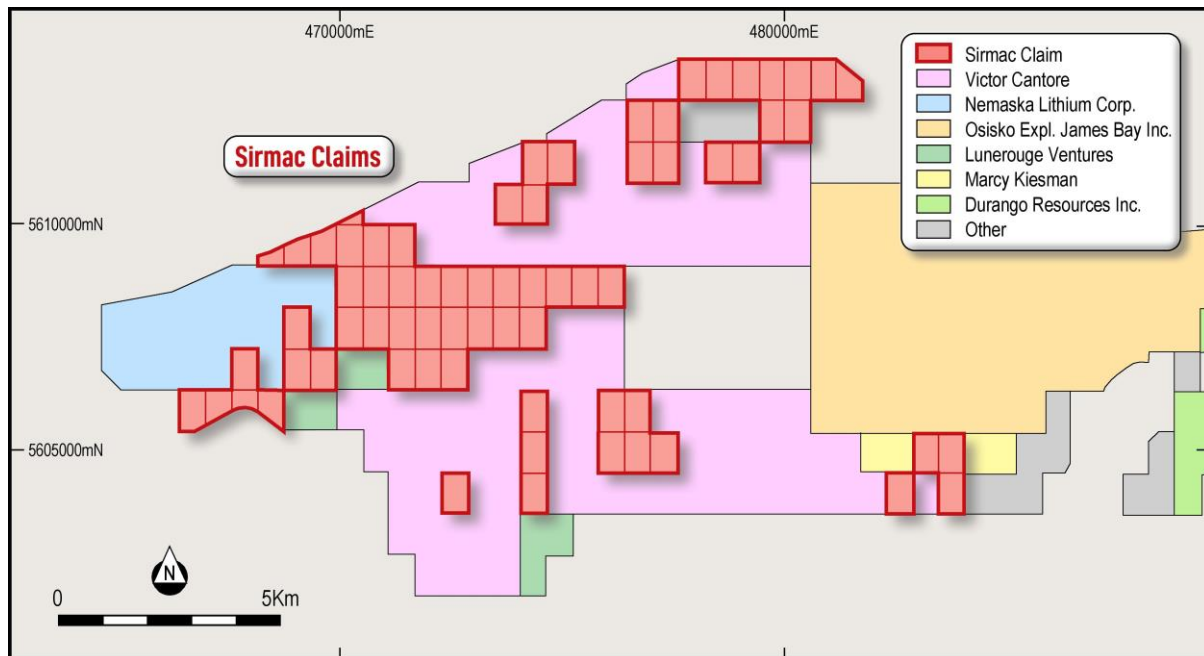 470000mE
480000mE
Sirmac Claim
Victor Cantore
Nemaska Lithium Corp.
Osisko Expl. James Bay Inc.
Lunerouge Ventures
Marcy Kiesman
Durango Resources Inc.
Other
Sirmac Claims
5610000mN
5605000mN
N
0 5Km